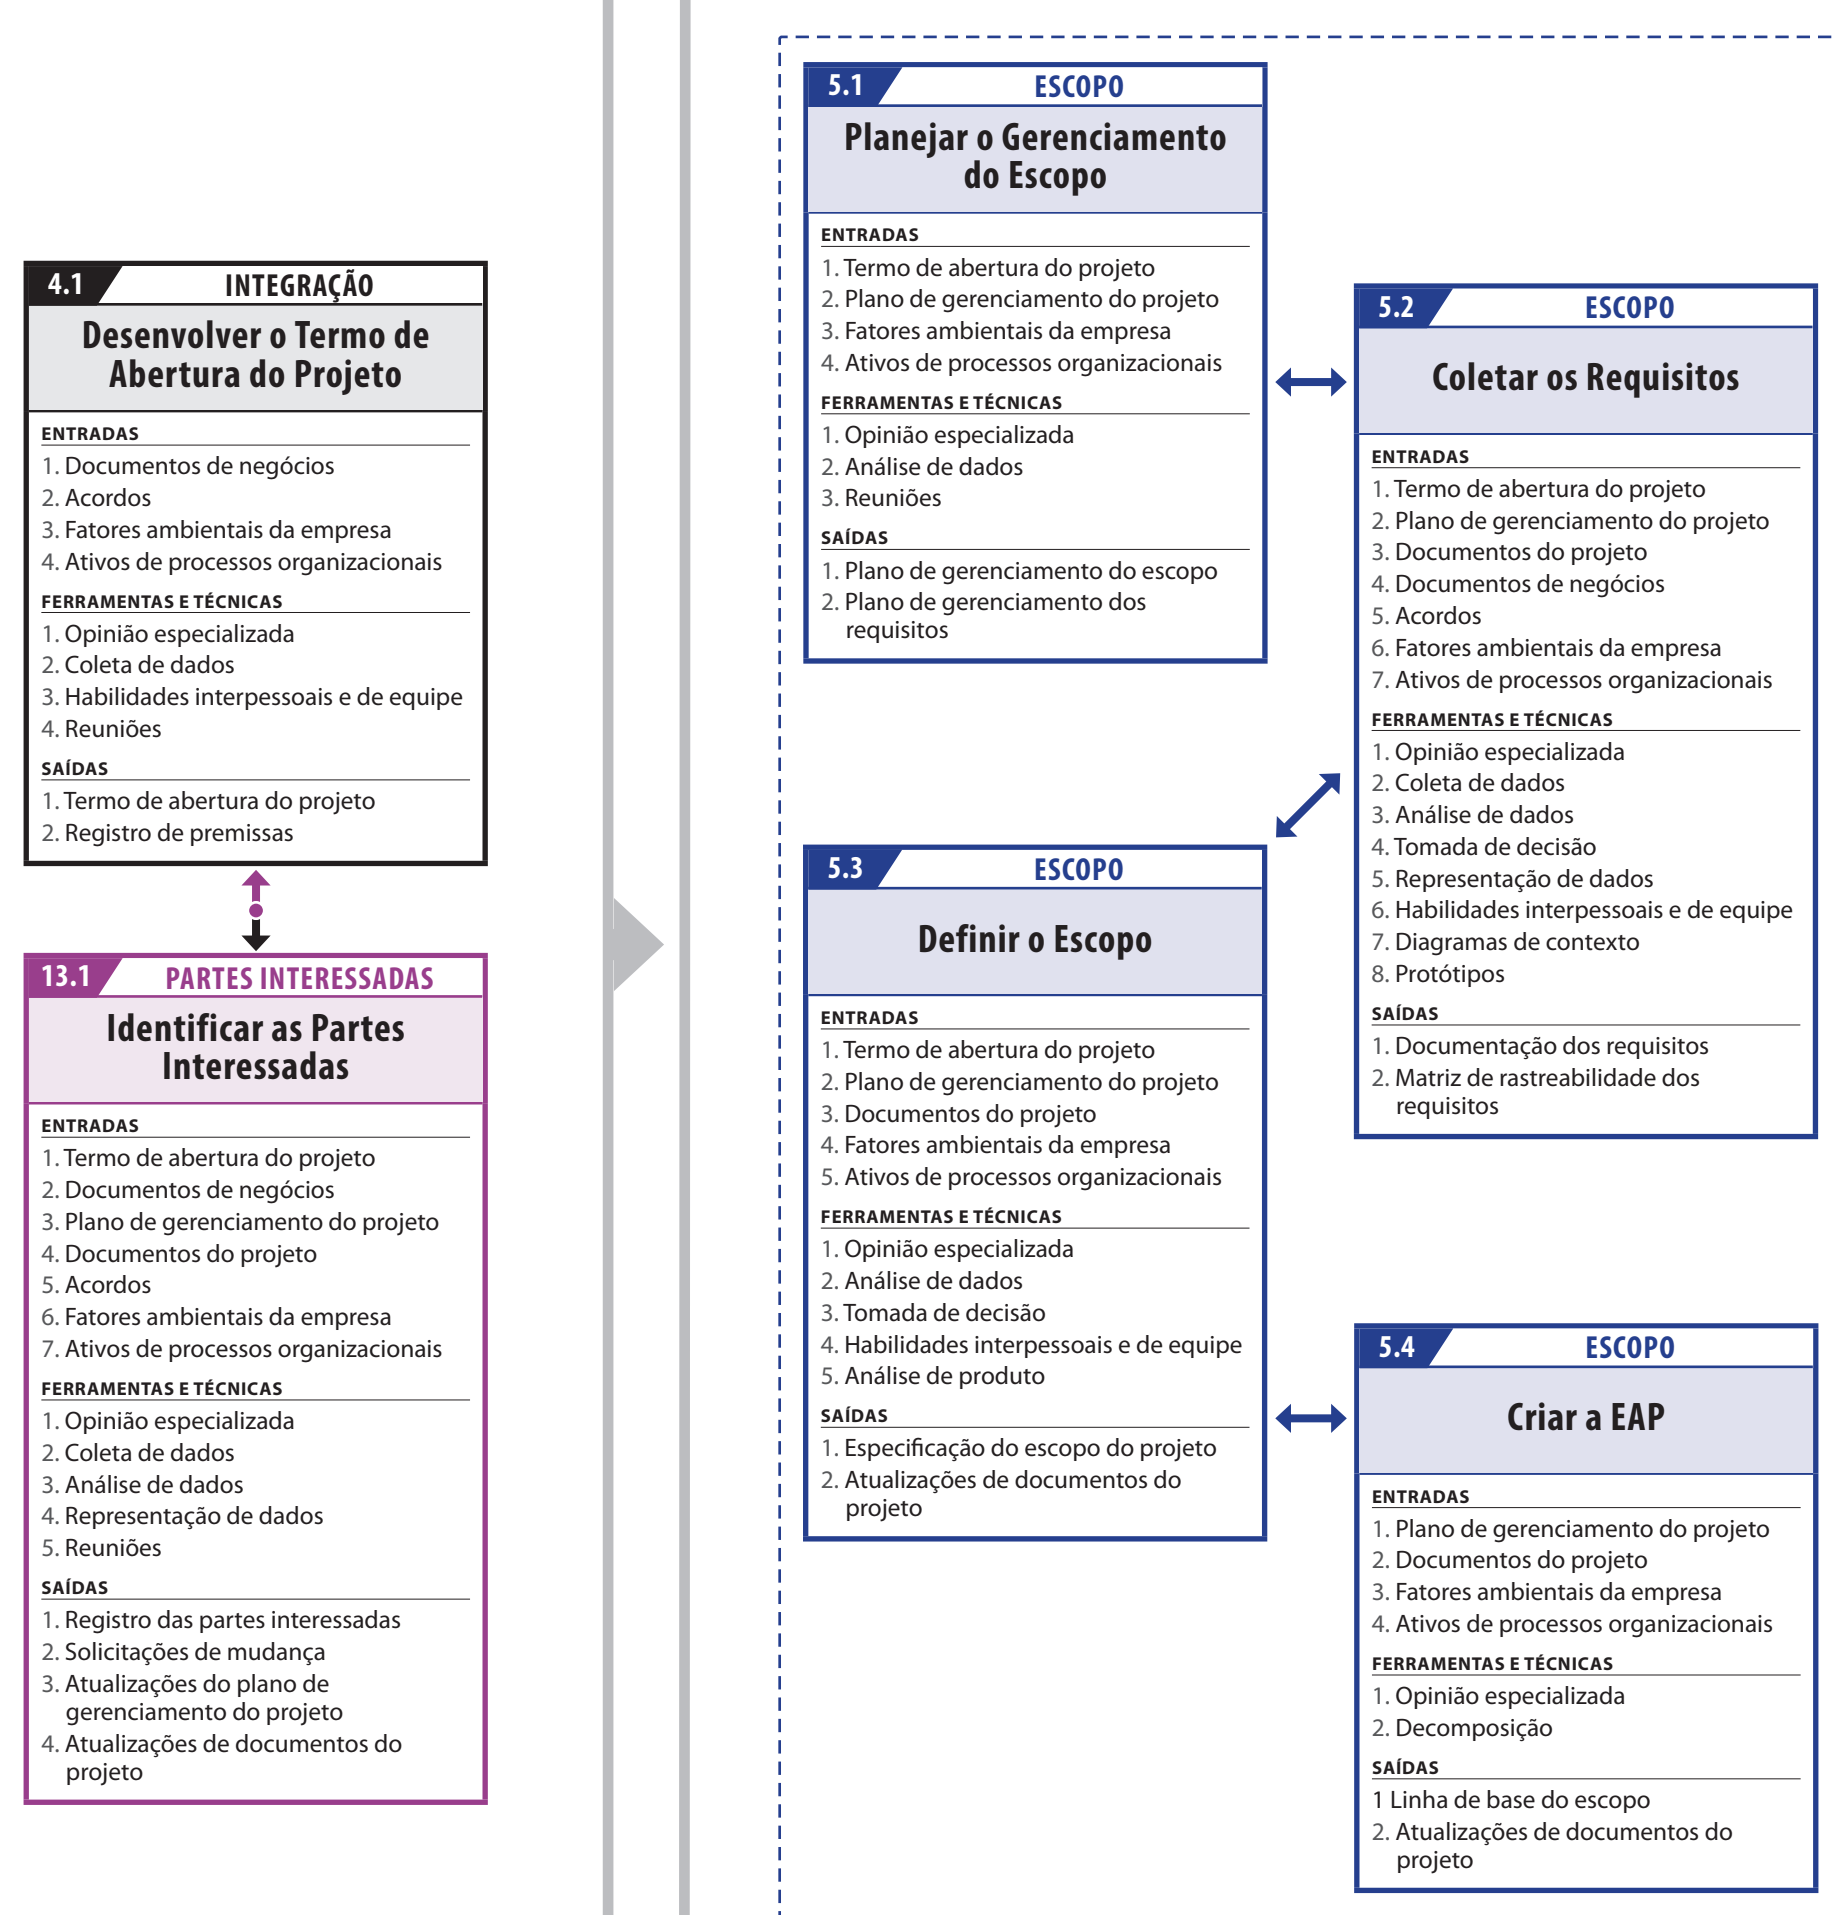 4.1 INTEGRAÇÃO
Desenvolver o Termo de
Abertura do Projeto
ENTRADAS
1. Documentos de negócios
2. Acordos
3. Fatores ambientais da empresa
4. Ativos de processos organizacionais
FERRAMENTAS E TÉCNICAS
1. Opinião especializada
2. Coleta de dados
3. Habilidades interpessoais e de equipe
4. Reuniões
SAÍDAS
1. Termo de abertura do projeto
2. Registro de premissas
13.1 PARTES INTERESSADAS
Identificar as Partes
Interessadas
ENTRADAS
1. Termo de abertura do projeto
2. Documentos de negócios
3. Plano de gerenciamento do projeto
4. Documentos do projeto
5. Acordos
6. Fatores ambientais da empresa
7. Ativos de processos organizacionais
FERRAMENTAS E TÉCNICAS
1. Opinião especializada
2. Coleta de dados
3. Análise de dados
4. Representação de dados
5. Reuniões
SAÍDAS
1. Registro das partes interessadas
2. Solicitações de mudança
3. Atualizações do plano de
gerenciamento do projeto
4. Atualizações de documentos do
projeto
5.1 ESCOPO
Planejar o Gerenciamento
do Escopo
ENTRADAS
1. Termo de abertura do projeto
2. Plano de gerenciamento do projeto
3. Fatores ambientais da empresa
4. Ativos de processos organizacionais
FERRAMENTAS E TÉCNICAS
1. Opinião especializada
2. Análise de dados
3. Reuniões
SAÍDAS
1. Plano de gerenciamento do escopo
2. Plano de gerenciamento dos
requisitos
5.2 ESCOPO
Coletar os Requisitos
ENTRADAS
1. Termo de abertura do projeto
2. Plano de gerenciamento do projeto
3. Documentos do projeto
4. Documentos de negócios
5. Acordos
6. Fatores ambientais da empresa
7. Ativos de processos organizacionais
FERRAMENTAS E TÉCNICAS
1. Opinião especializada
2. Coleta de dados
3. Análise de dados
4. Tomada de decisão
5. Representação de dados
6. Habilidades interpessoais e de equipe
7. Diagramas de contexto
8. Protótipos
SAÍDAS
1. Documentação dos requisitos
2. Matriz de rastreabilidade dos
requisitos
5.3 ESCOPO
Definir o Escopo
ENTRADAS
1. Termo de abertura do projeto
2. Plano de gerenciamento do projeto
3. Documentos do projeto
4. Fatores ambientais da empresa
5. Ativos de processos organizacionais
FERRAMENTAS E TÉCNICAS
1. Opinião especializada
2. Análise de dados
3. Tomada de decisão
4. Habilidades interpessoais e de equipe
5. Análise de produto
SAÍDAS
1. Especificação do escopo do projeto
2. Atualizações de documentos do
projeto
5.4 ESCOPO
Criar a EAP
ENTRADAS
1. Plano de gerenciamento do projeto
2. Documentos do projeto
3. Fatores ambientais da empresa
4. Ativos de processos organizacionais
FERRAMENTAS E TÉCNICAS
1. Opinião especializada
2. Decomposição
SAÍDAS
1 Linha de base do escopo
2. Atualizações de documentos do
projeto